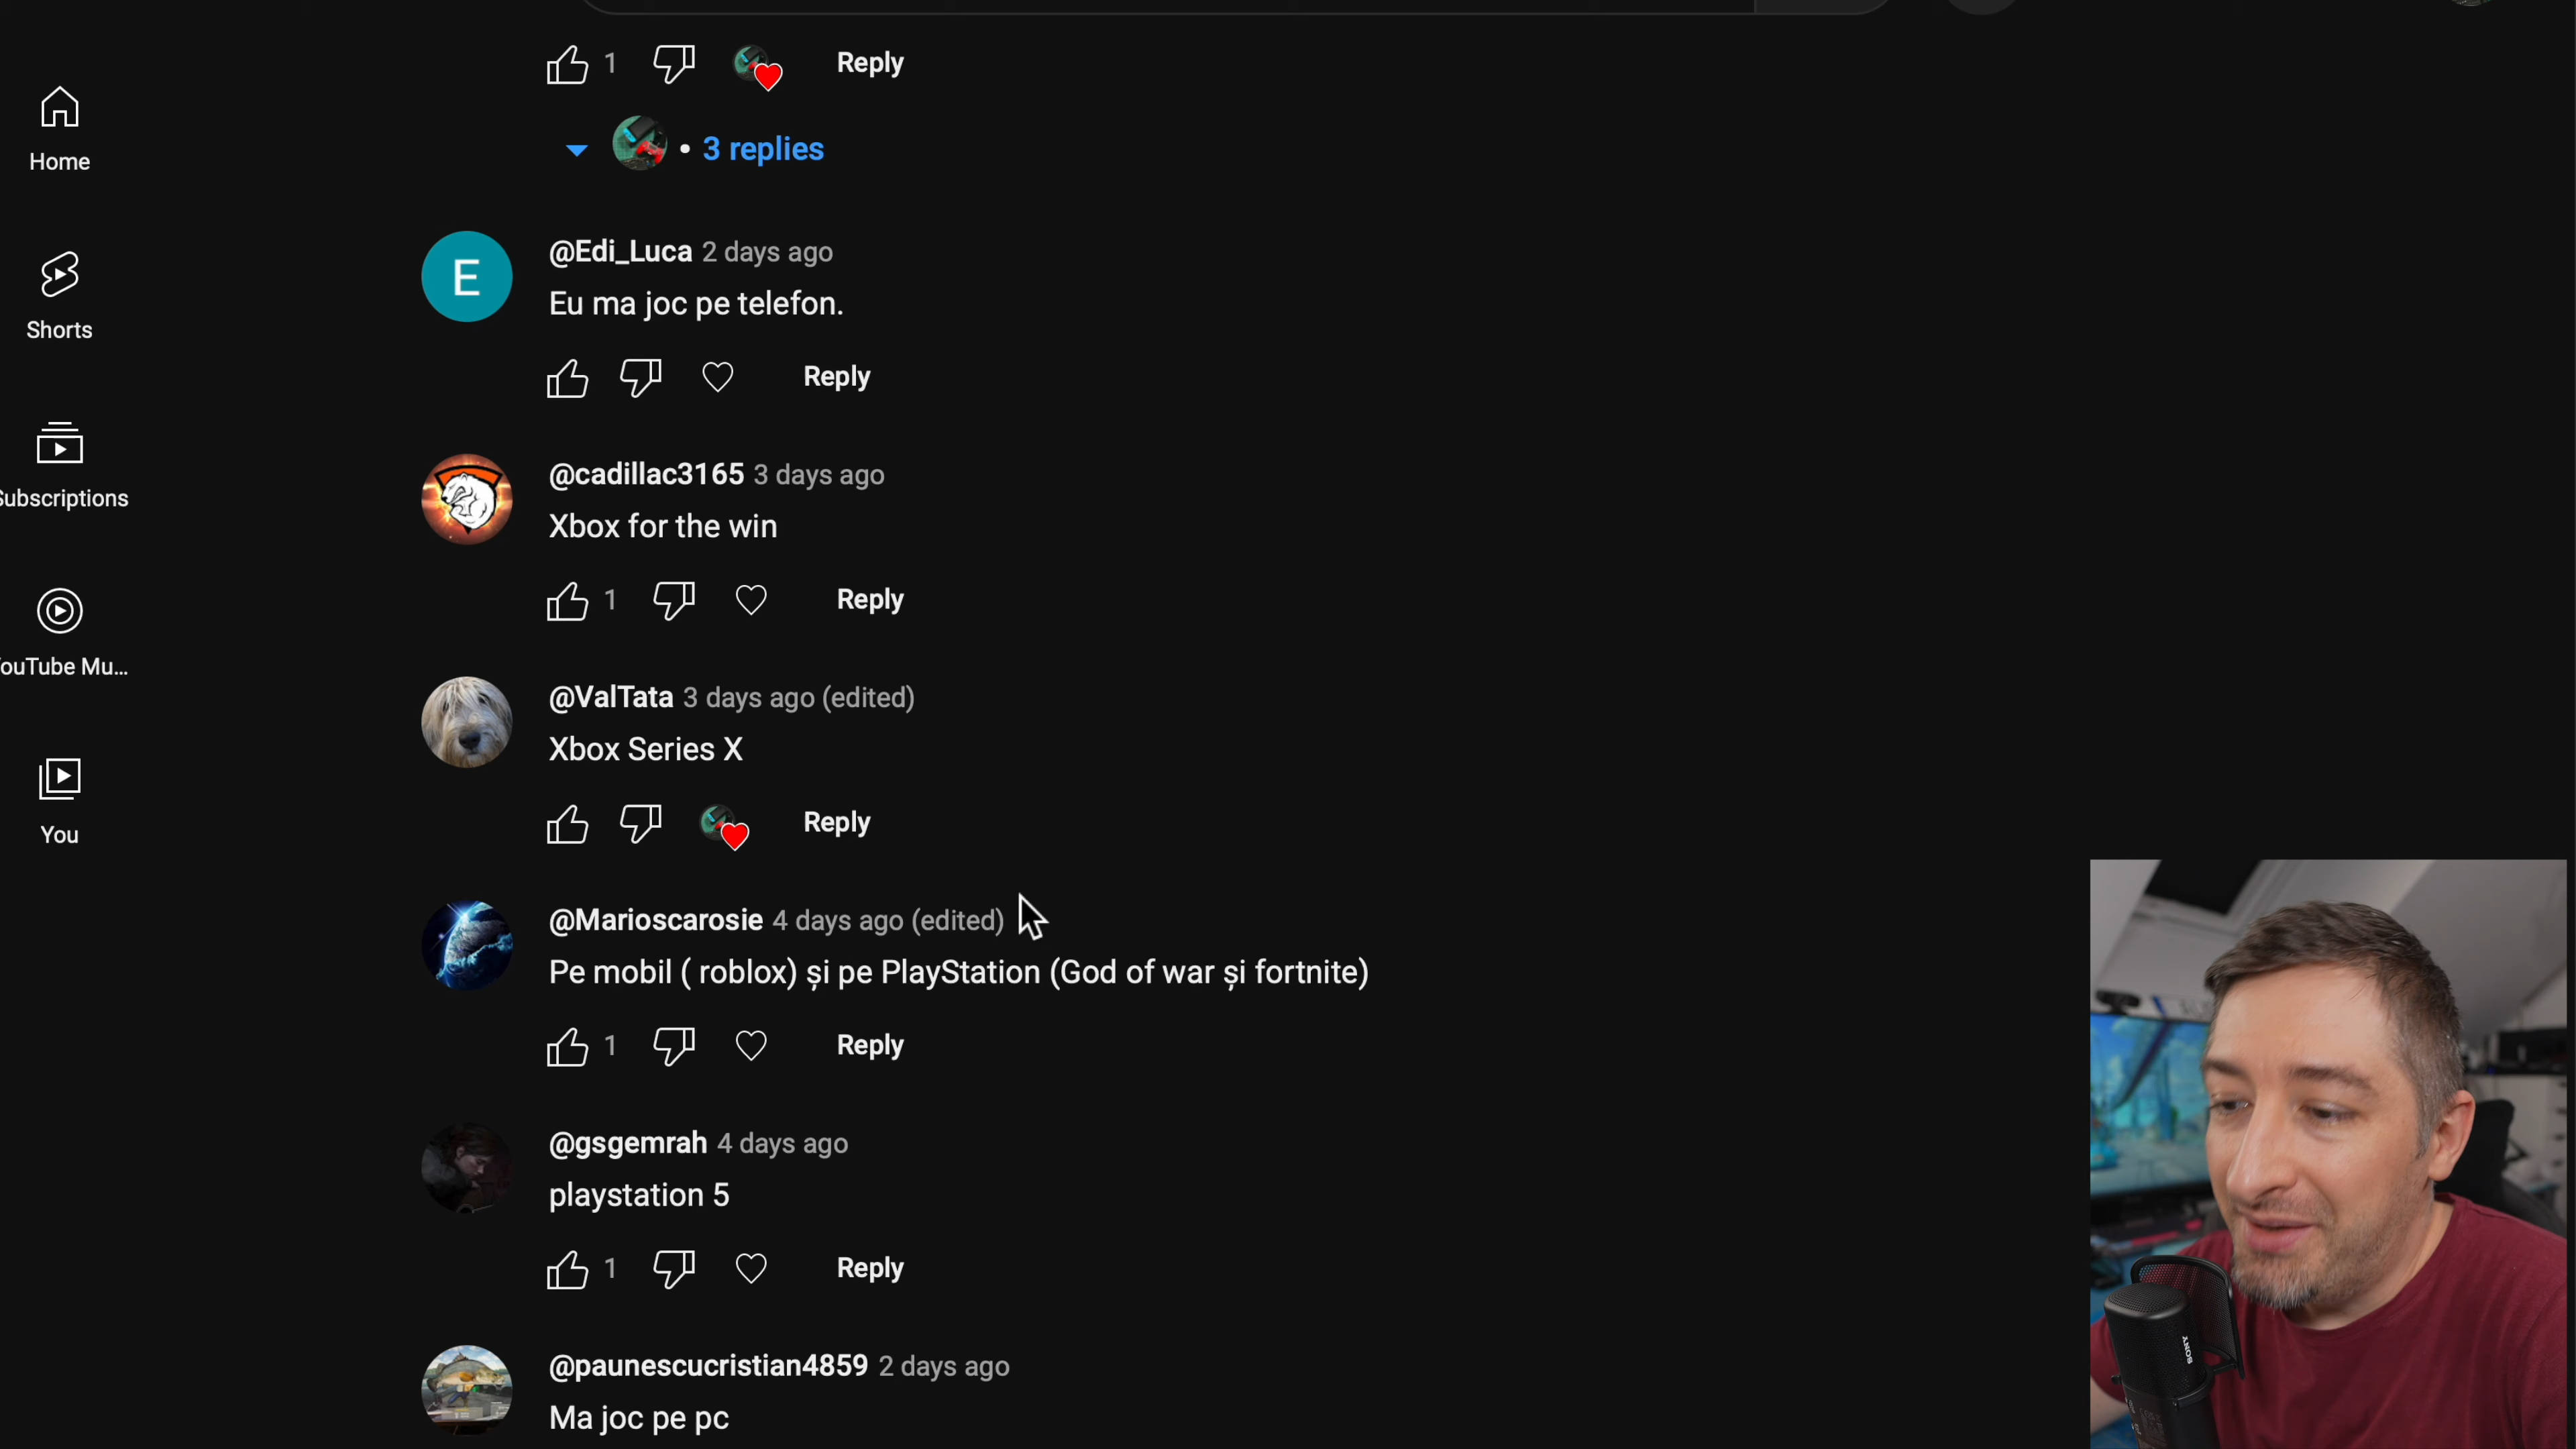 1 Reply
• 3 replies
Home
@Edi_Luca 2 days ago
E
Eu ma joc pe telefon.
Shorts
Reply
@cadillac3165 3 days ago
Subscriptions
Xbox for the win
1 Reply
YouTube Mu...
@ValTata 3 days ago (edited)
Xbox Series X
Reply
You
@Marioscarosie 4 days ago (edited)
Pe mobil ( roblox) și pe PlayStation (God of war și fortnite)
1 Reply
@gsgemrah 4 days ago
playstation 5
1 Reply
@paunescucristian4859 2 days ago
Ma joc pe pc
SONY